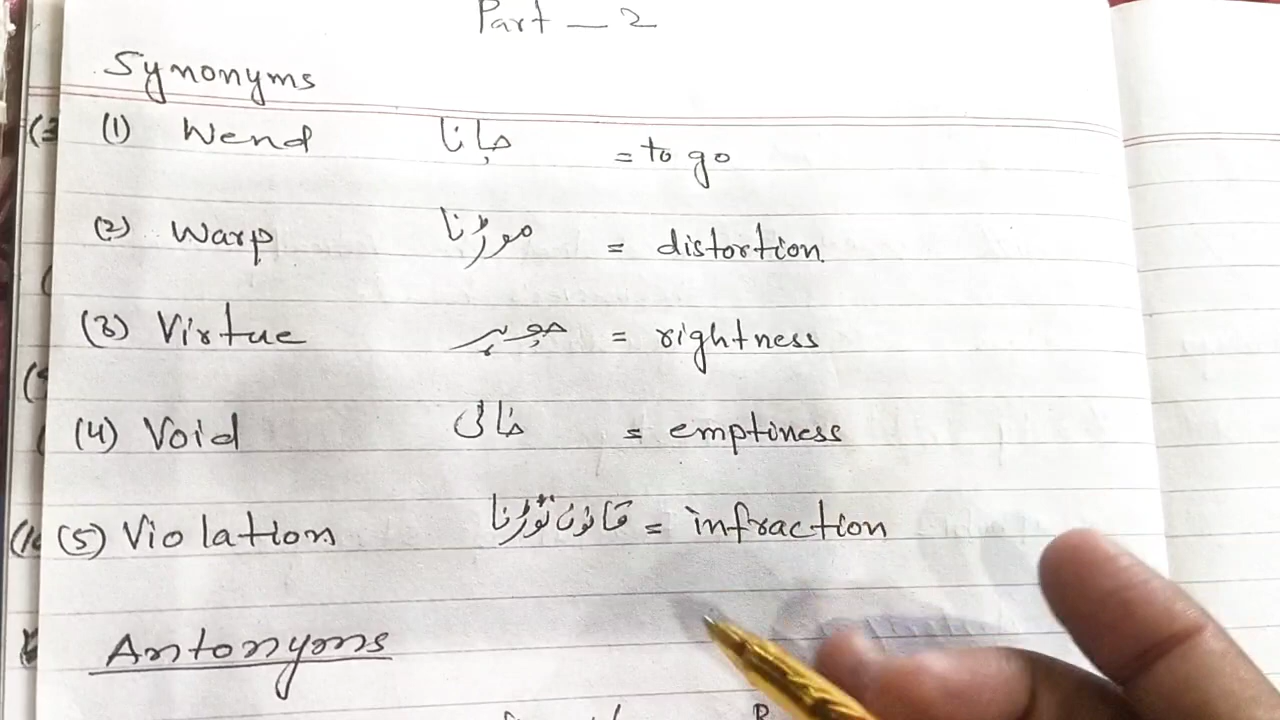 Part — 2
Synonyms
(1) Wend جانا = to go
(2) Warp موڑنا = distortion
(3) Virtue جوہر = rightness
(4) Void خالی = emptiness
(5) Violation قانون توڑنا = infraction
Antonyms